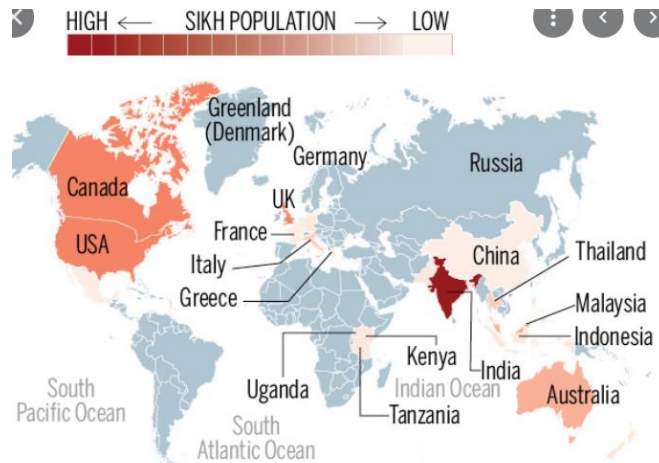 HIGH ← SIKH POPULATION → LOW
Greenland
(Denmark)
Germany
Russia
Canada
UK
USA
France
Italy
Greece
China
Thailand
Malaysia
Indonesia
India
Kenya
Uganda
Tanzania
Australia
South
Pacific Ocean
South
Atlantic Ocean
Indian Ocean